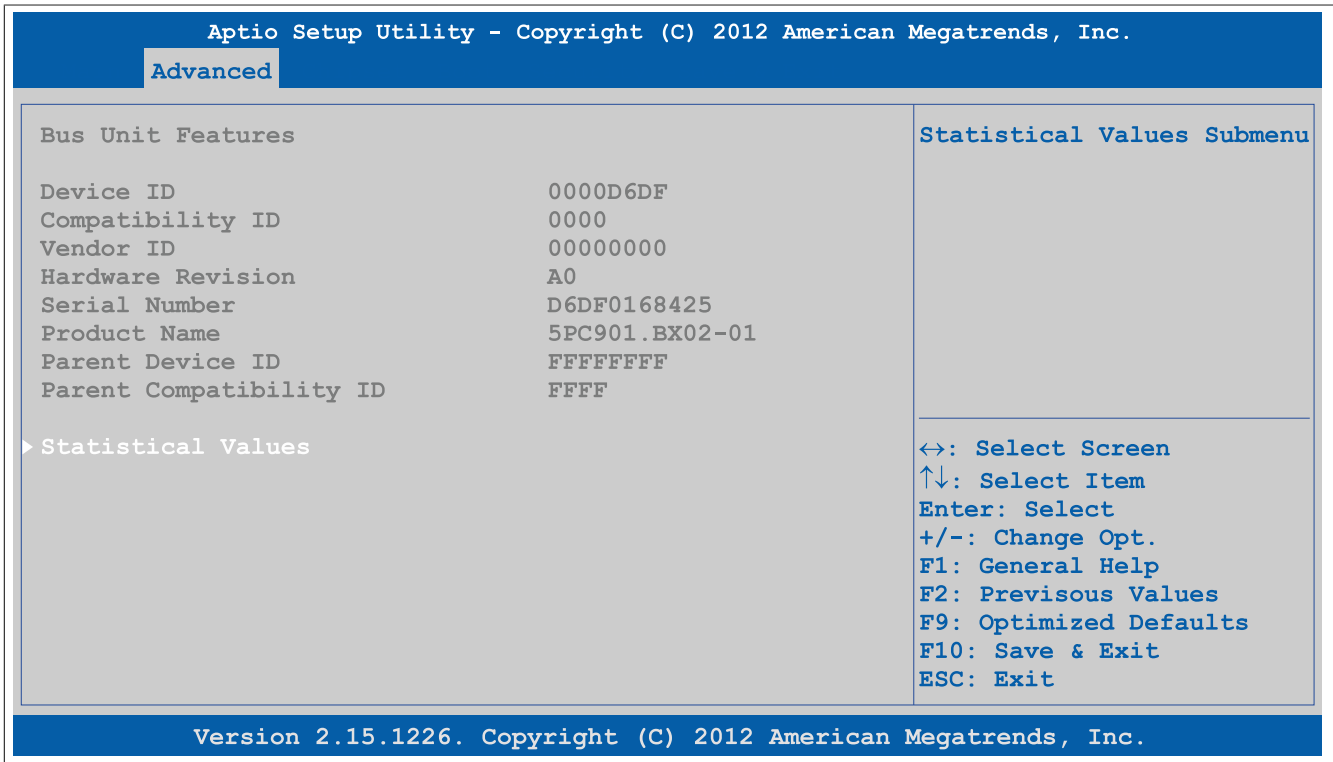 Aptio Setup Utility - Copyright (C) 2012 American Megatrends, Inc.
Advanced
Bus Unit Features
Device ID 0000D6DF
Compatibility ID 0000
Vendor ID 00000000
Hardware Revision A0
Serial Number D6DF0168425
Product Name 5PC901.BX02-01
Parent Device ID FFFFFFFF
Parent Compatibility ID FFFF
Statistical Values
Statistical Values Submenu
↔: Select Screen
↑↓: Select Item
Enter: Select
+/-: Change Opt.
F1: General Help
F2: Previsous Values
F9: Optimized Defaults
F10: Save & Exit
ESC: Exit
Version 2.15.1226. Copyright (C) 2012 American Megatrends, Inc.